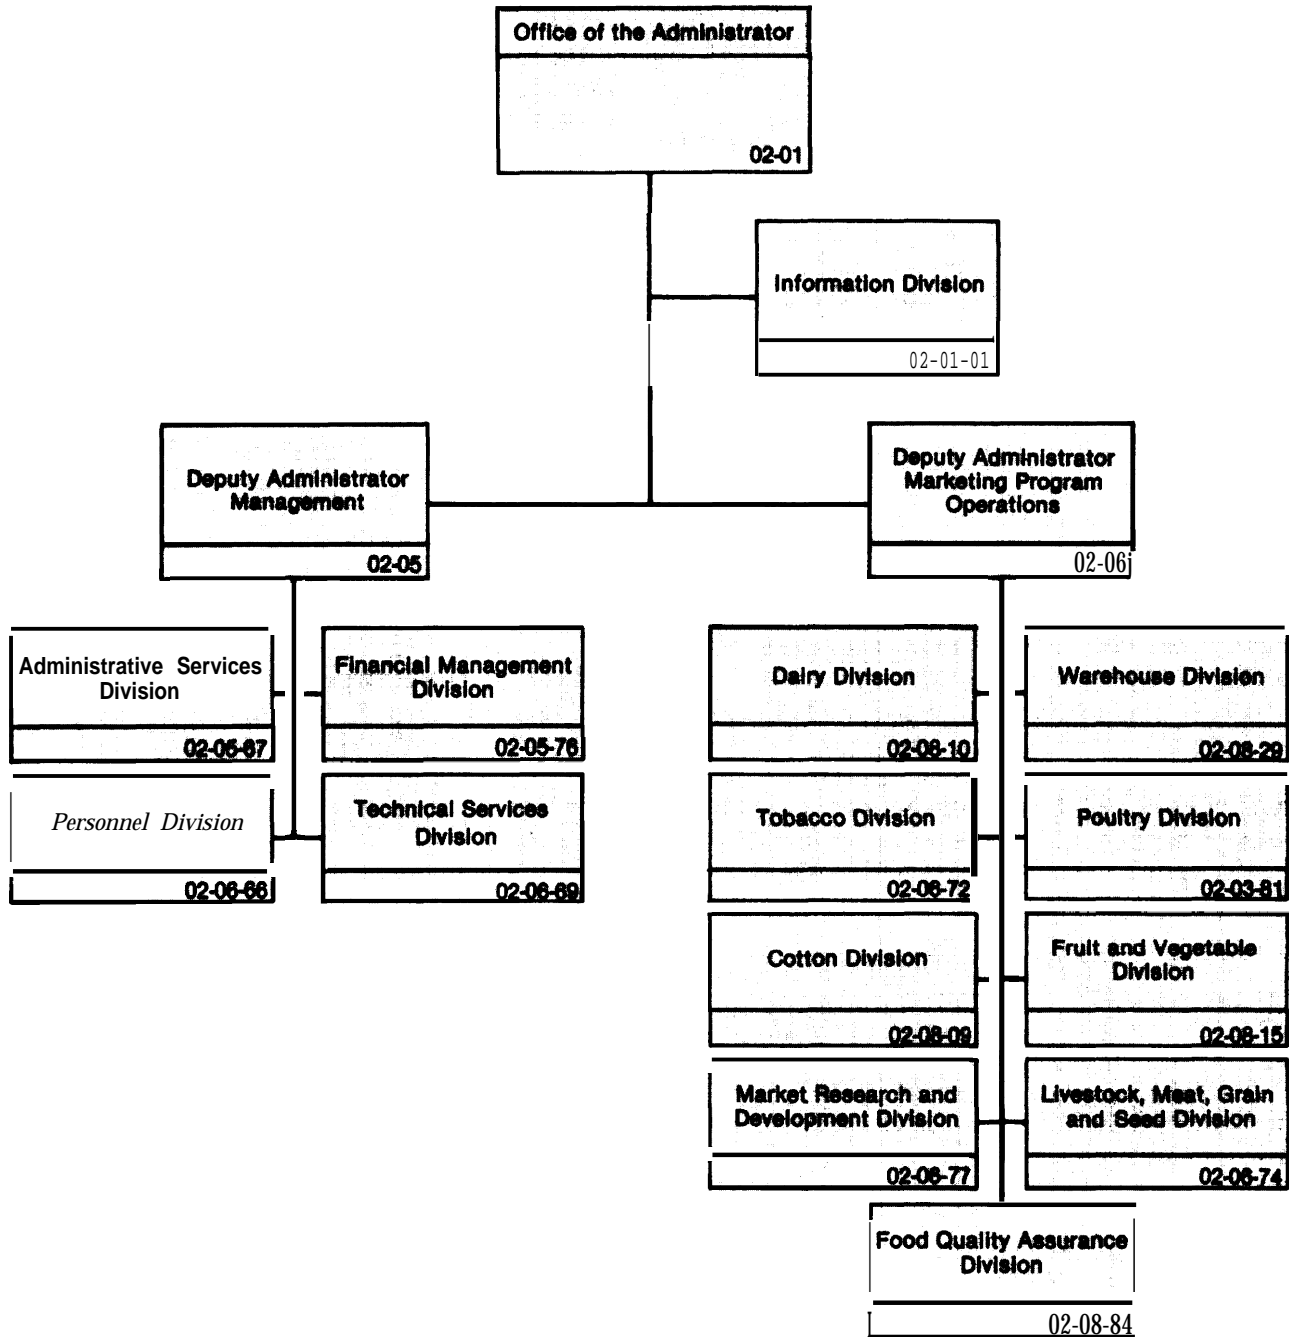 Office of the Administrator
02-01
Information Division
02-01-01
Deputy Administrator
Management
02-05
Deputy Administrator
Marketing Program
Operations
02-06
Administrative Services
Division
02-05-67
Financial Management
Division
02-05-76
Dairy Division
02-06-10
Warehouse Division
02-06-29
Personnel Division
02-06-66
Technical Services
Division
02-06-69
Tobacco Division
02-06-72
Poultry Division
02-03-81
Cotton Division
02-08-09
Fruit and Vegetable
Division
02-08-15
Market Research and
Development Division
02-06-77
Livestock, Meat, Grain
and Seed Division
02-06-74
Food Quality Assurance
Division
02-08-84